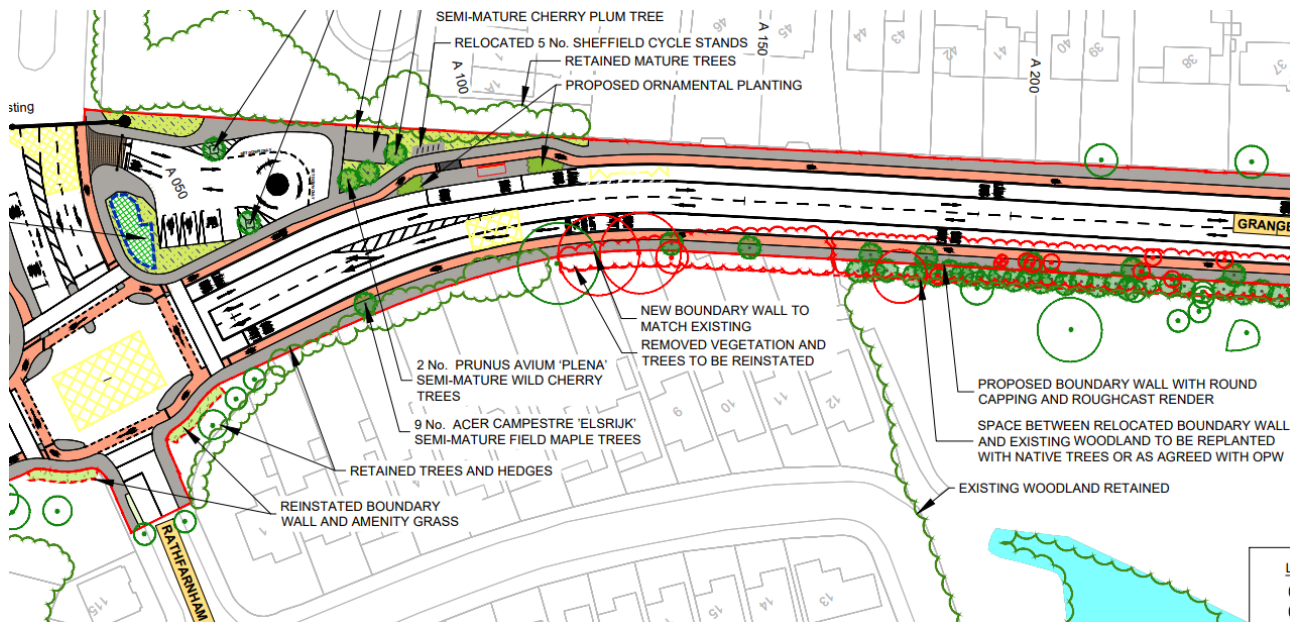 SEMI-MATURE CHERRY PLUM TREE
RELOCATED 5 No. SHEFFIELD CYCLE STANDS
RETAINED MATURE TREES
PROPOSED ORNAMENTAL PLANTING
A 100
A 150
A 200
A 050
1A
46
45
44
43
42
41
40
39
38
37
sting
GRANGE
NEW BOUNDARY WALL TO
MATCH EXISTING
REMOVED VEGETATION AND
TREES TO BE REINSTATED
2 No. PRUNUS AVIUM 'PLENA'
SEMI-MATURE WILD CHERRY
TREES
9 No. ACER CAMPESTRE 'ELSRIJK'
SEMI-MATURE FIELD MAPLE TREES
PROPOSED BOUNDARY WALL WITH ROUND
CAPPING AND ROUGHCAST RENDER
SPACE BETWEEN RELOCATED BOUNDARY WALL
AND EXISTING WOODLAND TO BE REPLANTED
WITH NATIVE TREES OR AS AGREED WITH OPW
RETAINED TREES AND HEDGES
EXISTING WOODLAND RETAINED
REINSTATED BOUNDARY
WALL AND AMENITY GRASS
RATHFARNHAM
9
10
11
12
1
115
15
14
13